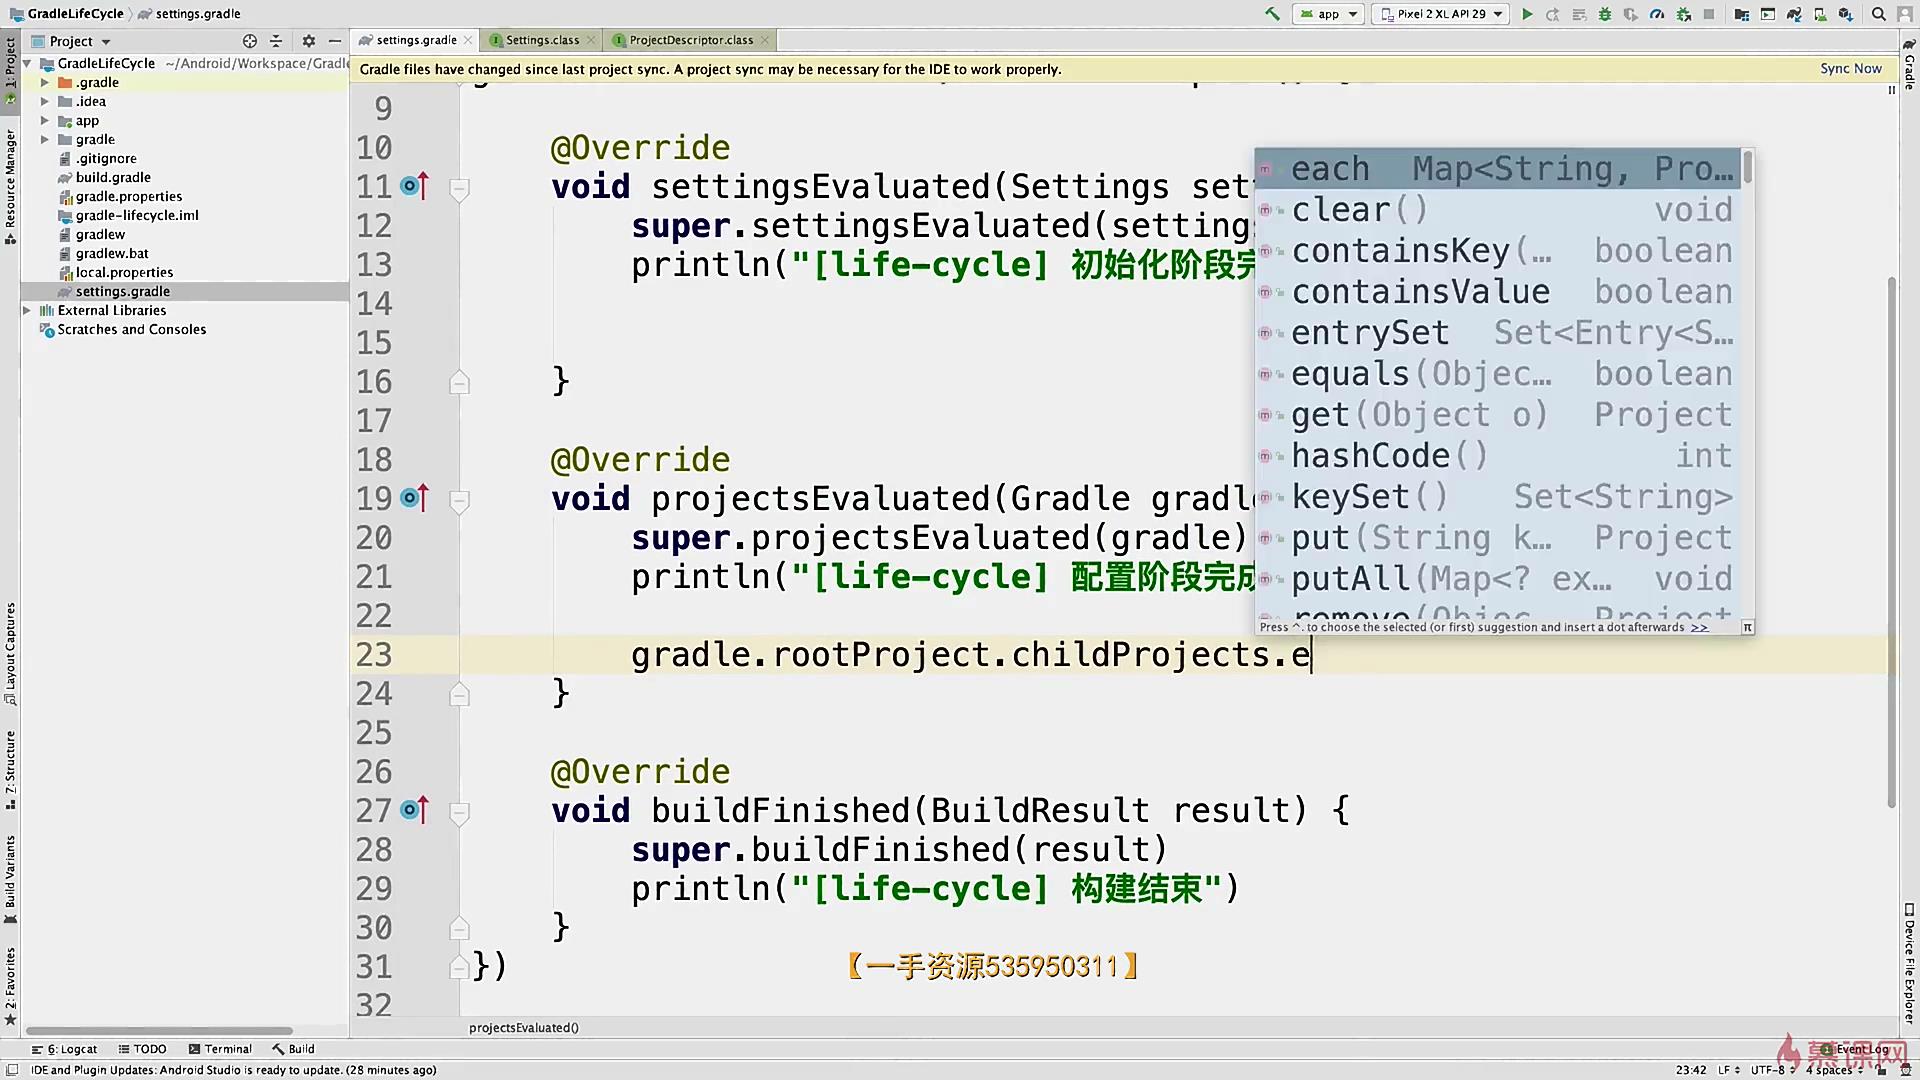 GradleLifeCycle
settings.gradle
app
Pixel 2 XL API 29
Project
settings.gradle
Settings.class
ProjectDescriptor.class
Gradle files have changed since last project sync. A project sync may be necessary for the IDE to work properly.
Sync Now
GradleLifeCycle ~/Android/Workspace/Gradle
.gradle
.idea
app
gradle
.gitignore
build.gradle
gradle.properties
gradle-lifecycle.iml
gradlew
gradlew.bat
local.properties
settings.gradle
External Libraries
Scratches and Consoles
1: Project
Resource Manager
Layout Captures
7: Structure
Build Variants
2: Favorites
9
10 @Override
11 void settingsEvaluated(Settings set
12 super.settingsEvaluated(setting
13 println("[life-cycle] 初始化阶段完
14
15
16 }
17
18 @Override
19 void projectsEvaluated(Gradle gradl
20 super.projectsEvaluated(gradle)
21 println("[life-cycle] 配置阶段完成
22
23 gradle.rootProject.childProjects.e
24 }
25
26 @Override
27 void buildFinished(BuildResult result) {
28 super.buildFinished(result)
29 println("[life-cycle] 构建结束")
30 }
31 })
32
each Map<String, Pro…
clear() void
containsKey(… boolean
containsValue boolean
entrySet Set<Entry<S…
equals(Objec… boolean
get(Object o) Project
hashCode() int
keySet() Set<String>
put(String k… Project
putAll(Map<? ex… void
remove(Objec Project
Press ^. to choose the selected (or first) suggestion and insert a dot afterwards >>
π
【一手资源535950311】
projectsEvaluated()
Gradle
Device File Explorer
6: Logcat
TODO
Terminal
Build
Event Log
慕课网
IDE and Plugin Updates: Android Studio is ready to update. (28 minutes ago)
23:42 LF UTF-8 4 spaces